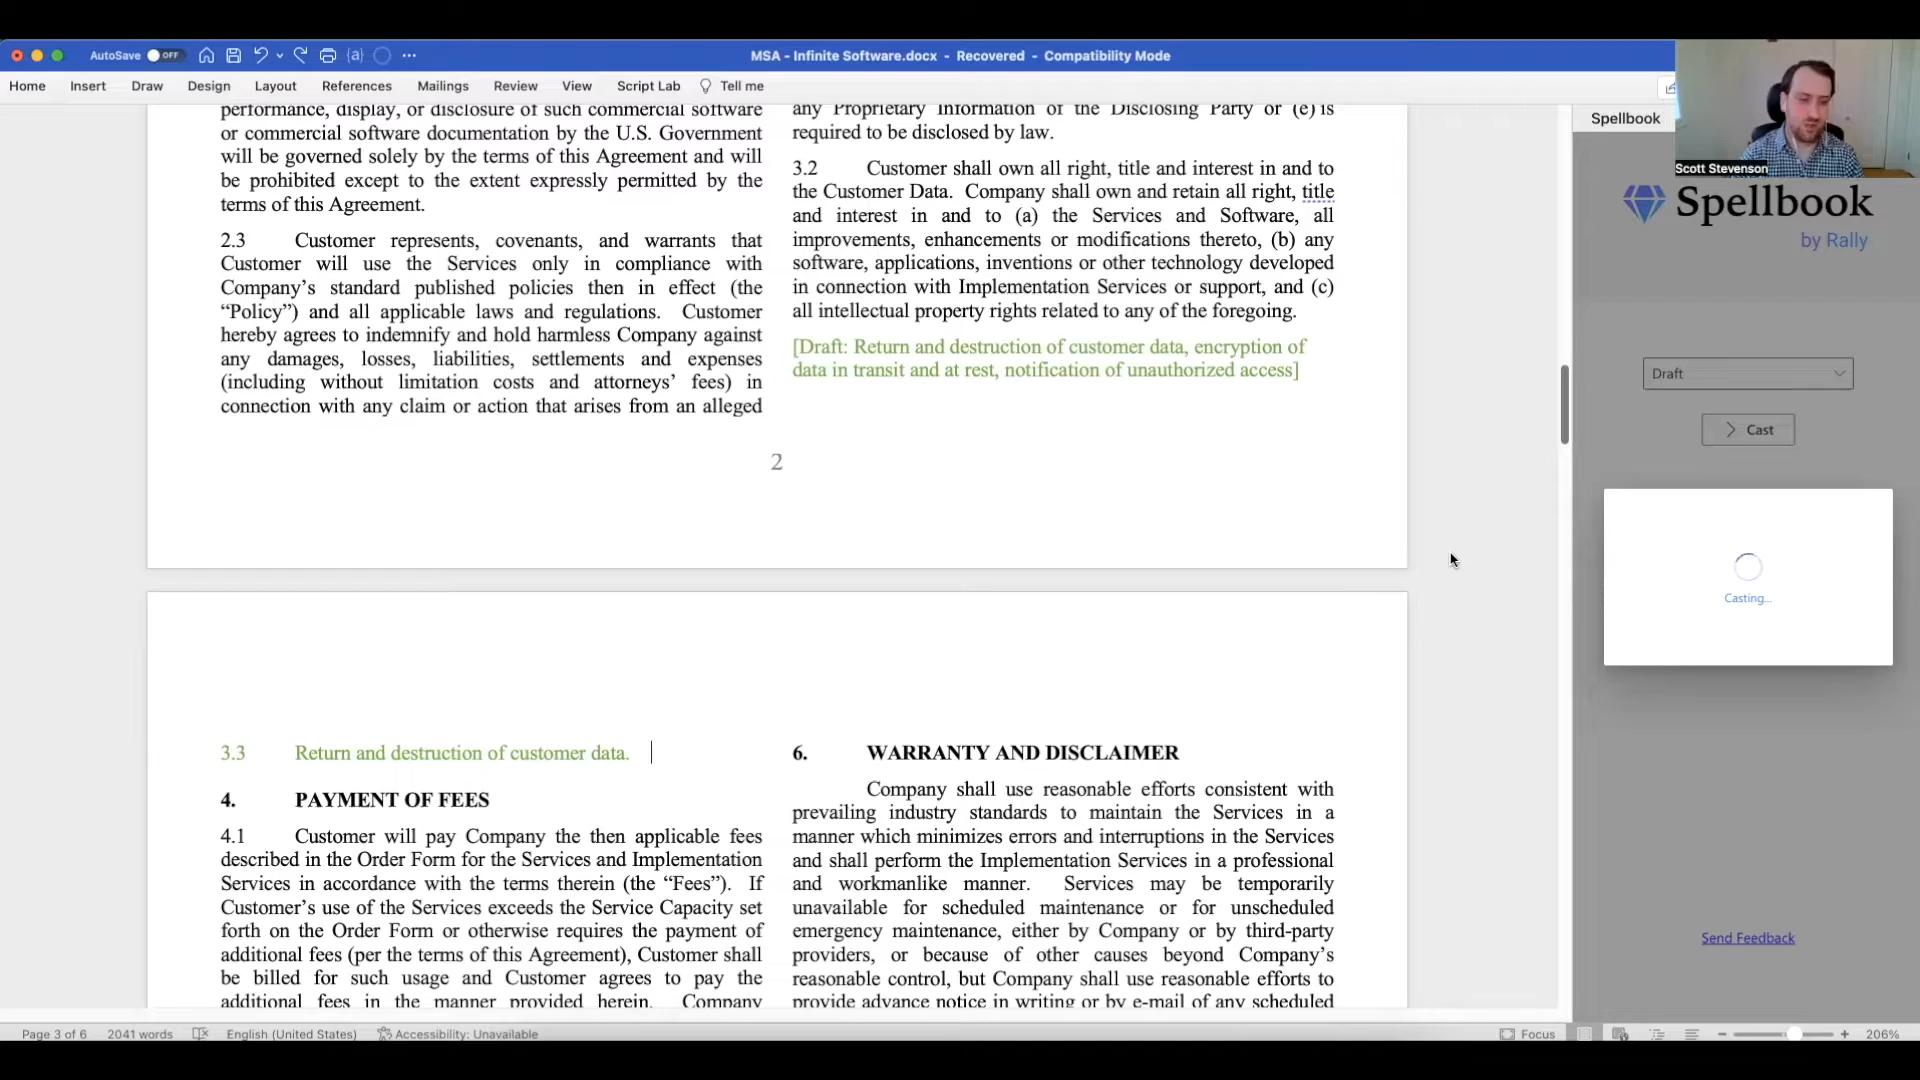 AutoSave OFF
MSA - Infinite Software.docx - Recovered - Compatibility Mode
Home Insert Draw Design Layout References Mailings Review View Script Lab Tell me
performance, display, or disclosure of such commercial software
or commercial software documentation by the U.S. Government
will be governed solely by the terms of this Agreement and will
be prohibited except to the extent expressly permitted by the
terms of this Agreement.
2.3 Customer represents, covenants, and warrants that
Customer will use the Services only in compliance with
Company’s standard published policies then in effect (the
“Policy”) and all applicable laws and regulations. Customer
hereby agrees to indemnify and hold harmless Company against
any damages, losses, liabilities, settlements and expenses
(including without limitation costs and attorneys’ fees) in
connection with any claim or action that arises from an alleged
any Proprietary Information of the Disclosing Party or (e) is
required to be disclosed by law.
3.2 Customer shall own all right, title and interest in and to
the Customer Data. Company shall own and retain all right, title
and interest in and to (a) the Services and Software, all
improvements, enhancements or modifications thereto, (b) any
software, applications, inventions or other technology developed
in connection with Implementation Services or support, and (c)
all intellectual property rights related to any of the foregoing.
[Draft: Return and destruction of customer data, encryption of
data in transit and at rest, notification of unauthorized access]
2
3.3 Return and destruction of customer data.
4. PAYMENT OF FEES
4.1 Customer will pay Company the then applicable fees
described in the Order Form for the Services and Implementation
Services in accordance with the terms therein (the “Fees”). If
Customer’s use of the Services exceeds the Service Capacity set
forth on the Order Form or otherwise requires the payment of
additional fees (per the terms of this Agreement), Customer shall
be billed for such usage and Customer agrees to pay the
additional fees in the manner provided herein. Company
6. WARRANTY AND DISCLAIMER
Company shall use reasonable efforts consistent with
prevailing industry standards to maintain the Services in a
manner which minimizes errors and interruptions in the Services
and shall perform the Implementation Services in a professional
and workmanlike manner. Services may be temporarily
unavailable for scheduled maintenance or for unscheduled
emergency maintenance, either by Company or by third-party
providers, or because of other causes beyond Company’s
reasonable control, but Company shall use reasonable efforts to
provide advance notice in writing or by e-mail of any scheduled
Spellbook
Scott Stevenson
Spellbook
by Rally
Draft
Cast
Casting...
Send Feedback
Page 3 of 6 2041 words English (United States) Accessibility: Unavailable Focus 206%